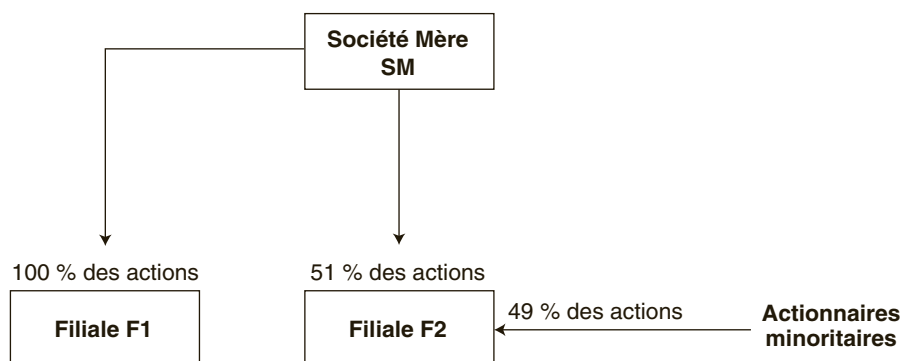 Société Mère
SM
100 % des actions
51 % des actions
Filiale F1
Filiale F2
49 % des actions
Actionnaires
minoritaires